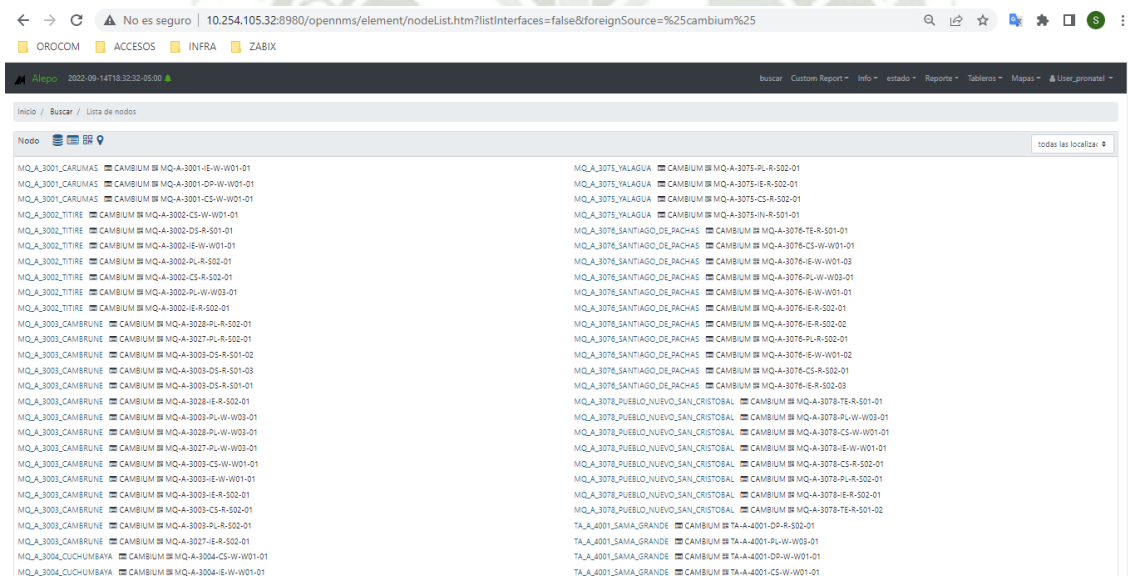 No es seguro | 10.254.105.32:8980/opennms/element/nodeList.htm?listInterfaces=false&foreignSource=%25cambium%25
S
OROCOM ACCESOS INFRA ZABIX
Alepo 2022-09-14T18:32:32-05:00 buscar Custom Report Info estado Reporte Tableros Mapas User_pronatel
Inicio / Buscar / Lista de nodos
Nodo todas las localizac
MQ_A_3001_CARUMAS CAMBIUM MQ-A-3001-IE-W-W01-01
MQ_A_3001_CARUMAS CAMBIUM MQ-A-3001-DP-W-W01-01
MQ_A_3001_CARUMAS CAMBIUM MQ-A-3001-CS-W-W01-01
MQ_A_3002_TITIRE CAMBIUM MQ-A-3002-CS-W-W01-01
MQ_A_3002_TITIRE CAMBIUM MQ-A-3002-DS-R-S01-01
MQ_A_3002_TITIRE CAMBIUM MQ-A-3002-IE-W-W01-01
MQ_A_3002_TITIRE CAMBIUM MQ-A-3002-PL-R-S02-01
MQ_A_3002_TITIRE CAMBIUM MQ-A-3002-CS-R-S02-01
MQ_A_3002_TITIRE CAMBIUM MQ-A-3002-PL-W-W03-01
MQ_A_3002_TITIRE CAMBIUM MQ-A-3002-IE-R-S02-01
MQ_A_3003_CAMBRUNE CAMBIUM MQ-A-3028-PL-R-S02-01
MQ_A_3003_CAMBRUNE CAMBIUM MQ-A-3027-PL-R-S02-01
MQ_A_3003_CAMBRUNE CAMBIUM MQ-A-3003-DS-R-S01-02
MQ_A_3003_CAMBRUNE CAMBIUM MQ-A-3003-DS-R-S01-03
MQ_A_3003_CAMBRUNE CAMBIUM MQ-A-3003-DS-R-S01-01
MQ_A_3003_CAMBRUNE CAMBIUM MQ-A-3028-IE-R-S02-01
MQ_A_3003_CAMBRUNE CAMBIUM MQ-A-3003-PL-W-W03-01
MQ_A_3003_CAMBRUNE CAMBIUM MQ-A-3028-PL-W-W03-01
MQ_A_3003_CAMBRUNE CAMBIUM MQ-A-3027-PL-W-W03-01
MQ_A_3003_CAMBRUNE CAMBIUM MQ-A-3003-CS-W-W01-01
MQ_A_3003_CAMBRUNE CAMBIUM MQ-A-3003-IE-W-W01-01
MQ_A_3003_CAMBRUNE CAMBIUM MQ-A-3003-IE-R-S02-01
MQ_A_3003_CAMBRUNE CAMBIUM MQ-A-3003-CS-R-S02-01
MQ_A_3003_CAMBRUNE CAMBIUM MQ-A-3003-PL-R-S02-01
MQ_A_3003_CAMBRUNE CAMBIUM MQ-A-3027-IE-R-S02-01
MQ_A_3004_CUCHUMBAYA CAMBIUM MQ-A-3004-CS-W-W01-01
MQ_A_3004_CUCHUMBAYA CAMBIUM MQ-A-3004-IE-W-W01-01
MQ_A_3075_YALAGUA CAMBIUM MQ-A-3075-PL-R-S02-01
MQ_A_3075_YALAGUA CAMBIUM MQ-A-3075-IE-R-S02-01
MQ_A_3075_YALAGUA CAMBIUM MQ-A-3075-CS-R-S02-01
MQ_A_3075_YALAGUA CAMBIUM MQ-A-3075-IN-R-S01-01
MQ_A_3076_SANTIAGO_DE_PACHAS CAMBIUM MQ-A-3076-TE-R-S01-01
MQ_A_3076_SANTIAGO_DE_PACHAS CAMBIUM MQ-A-3076-CS-W-W01-01
MQ_A_3076_SANTIAGO_DE_PACHAS CAMBIUM MQ-A-3076-IE-W-W01-03
MQ_A_3076_SANTIAGO_DE_PACHAS CAMBIUM MQ-A-3076-PL-W-W03-01
MQ_A_3076_SANTIAGO_DE_PACHAS CAMBIUM MQ-A-3076-IE-W-W01-01
MQ_A_3076_SANTIAGO_DE_PACHAS CAMBIUM MQ-A-3076-IE-R-S02-01
MQ_A_3076_SANTIAGO_DE_PACHAS CAMBIUM MQ-A-3076-IE-R-S02-02
MQ_A_3076_SANTIAGO_DE_PACHAS CAMBIUM MQ-A-3076-PL-R-S02-01
MQ_A_3076_SANTIAGO_DE_PACHAS CAMBIUM MQ-A-3076-IE-W-W01-02
MQ_A_3076_SANTIAGO_DE_PACHAS CAMBIUM MQ-A-3076-CS-R-S02-01
MQ_A_3076_SANTIAGO_DE_PACHAS CAMBIUM MQ-A-3076-IE-R-S02-03
MQ_A_3078_PUEBLO_NUEVO_SAN_CRISTOBAL CAMBIUM MQ-A-3078-TE-R-S01-01
MQ_A_3078_PUEBLO_NUEVO_SAN_CRISTOBAL CAMBIUM MQ-A-3078-PL-W-W03-01
MQ_A_3078_PUEBLO_NUEVO_SAN_CRISTOBAL CAMBIUM MQ-A-3078-CS-W-W01-01
MQ_A_3078_PUEBLO_NUEVO_SAN_CRISTOBAL CAMBIUM MQ-A-3078-IE-W-W01-01
MQ_A_3078_PUEBLO_NUEVO_SAN_CRISTOBAL CAMBIUM MQ-A-3078-CS-R-S02-01
MQ_A_3078_PUEBLO_NUEVO_SAN_CRISTOBAL CAMBIUM MQ-A-3078-PL-R-S02-01
MQ_A_3078_PUEBLO_NUEVO_SAN_CRISTOBAL CAMBIUM MQ-A-3078-IE-R-S02-01
MQ_A_3078_PUEBLO_NUEVO_SAN_CRISTOBAL CAMBIUM MQ-A-3078-TE-R-S01-02
TA_A_4001_SAMA_GRANDE CAMBIUM TA-A-4001-DP-R-S02-01
TA_A_4001_SAMA_GRANDE CAMBIUM TA-A-4001-PL-W-W03-01
TA_A_4001_SAMA_GRANDE CAMBIUM TA-A-4001-DP-W-W01-01
TA_A_4001_SAMA_GRANDE CAMBIUM TA-A-4001-CS-W-W01-01